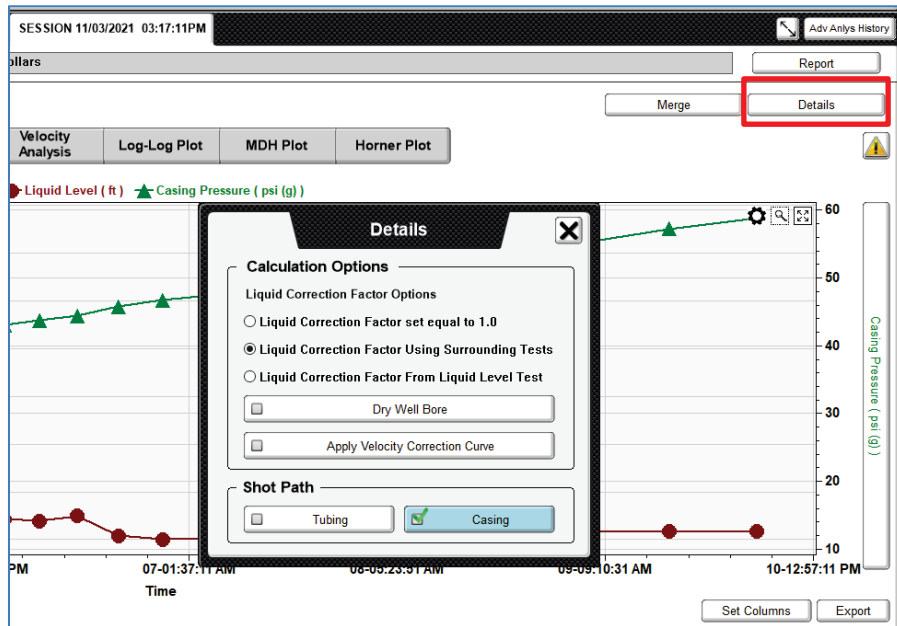 SESSION 11/03/2021 03:17:11PM
Adv Anlys History
ollars
Report
Merge
Details
Velocity
Analysis
Log-Log Plot
MDH Plot
Horner Plot
Liquid Level ( ft )
Casing Pressure ( psi (g) )
Details
Calculation Options
Liquid Correction Factor Options
Liquid Correction Factor set equal to 1.0
Liquid Correction Factor Using Surrounding Tests
Liquid Correction Factor From Liquid Level Test
Dry Well Bore
Apply Velocity Correction Curve
Shot Path
Tubing
Casing
60
50
40
30
20
10
Casing Pressure ( psi (g) )
PM
07-01:37:11 AM
08-05:23:51 AM
09-09:10:31 AM
10-12:57:11 PM
Time
Set Columns
Export